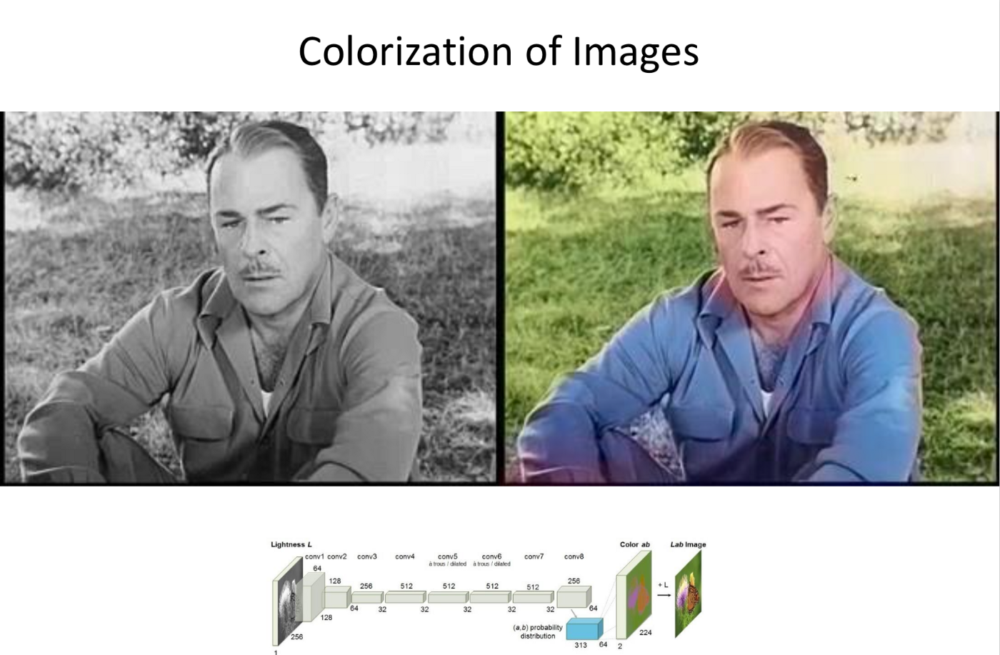 Colorization of Images
Lightness L
Color ab
Lab Image
conv1 conv2 conv3 conv4 conv5 conv6 conv7 conv8
à trous / dilated à trous / dilated
64
128
256
512
512
512
512
256
+ L
64
32
32
32
32
32
64
128
256
1
(a,b) probability
distribution
313
64
2
224